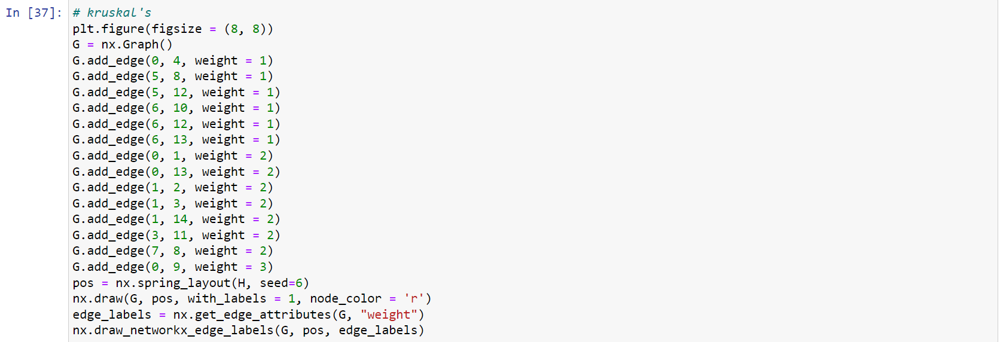 In [37]: # kruskal's
plt.figure(figsize = (8, 8))
G = nx.Graph()
G.add_edge(0, 4, weight = 1)
G.add_edge(5, 8, weight = 1)
G.add_edge(5, 12, weight = 1)
G.add_edge(6, 10, weight = 1)
G.add_edge(6, 12, weight = 1)
G.add_edge(6, 13, weight = 1)
G.add_edge(0, 1, weight = 2)
G.add_edge(0, 13, weight = 2)
G.add_edge(1, 2, weight = 2)
G.add_edge(1, 3, weight = 2)
G.add_edge(1, 14, weight = 2)
G.add_edge(3, 11, weight = 2)
G.add_edge(7, 8, weight = 2)
G.add_edge(0, 9, weight = 3)
pos = nx.spring_layout(H, seed=6)
nx.draw(G, pos, with_labels = 1, node_color = 'r')
edge_labels = nx.get_edge_attributes(G, "weight")
nx.draw_networkx_edge_labels(G, pos, edge_labels)